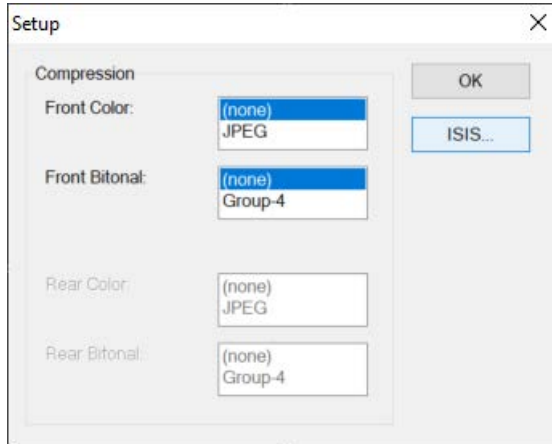 Setup
Compression
Front Color:
(none)
JPEG
Front Bitonal:
(none)
Group-4
Rear Color:
(none)
JPEG
Rear Bitonal:
(none)
Group-4
OK
ISIS...